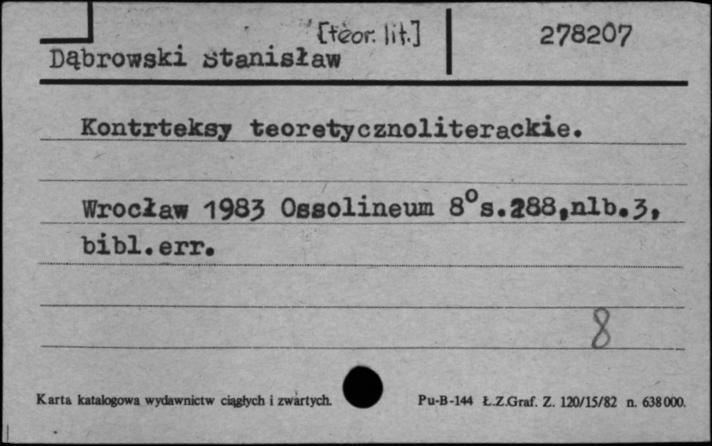 [teor. lit.] 278207
Dąbrowski Stanisław
Kontrteksy teoretycznoliterackie.
Wrocław 1983 Ossolineum 8° s.288,nlb.3,
bibl.err.
8
Karta katalogowa wydawnictw ciągłych i zwartych. Pu-B-144 Ł.Z.Graf. Z. 120/15/82 n. 638000.